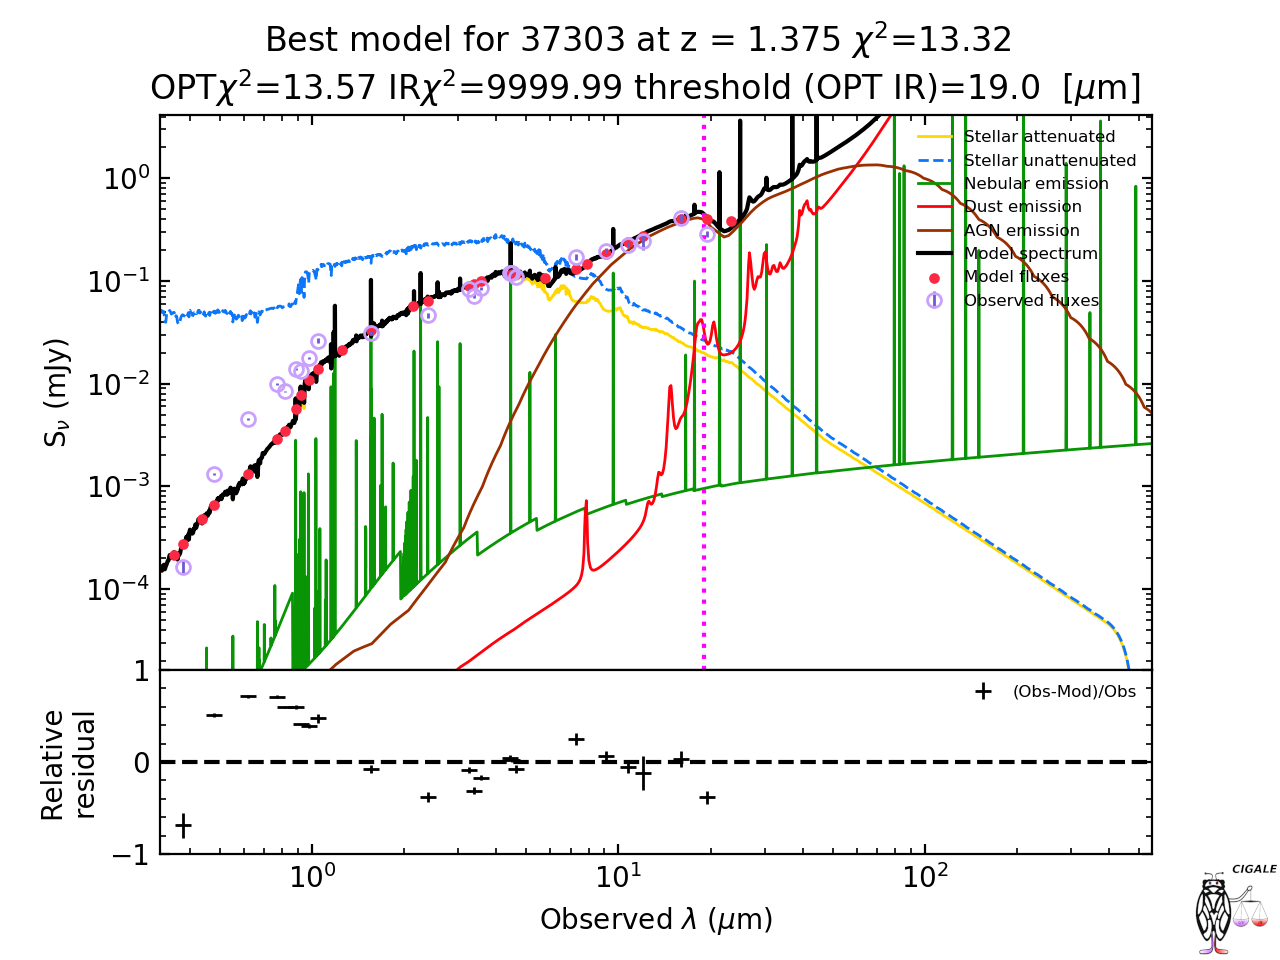 Best model for 37303 at z = 1.375 χ²=13.32
OPTχ²=13.57 IRχ²=9999.99 threshold (OPT IR)=19.0 [μm]
Stellar attenuated
Stellar unattenuated
Nebular emission
Dust emission
AGN emission
Model spectrum
Model fluxes
Observed fluxes
10⁰
10⁻¹
10⁻²
10⁻³
10⁻⁴
S_ν (mJy)
1
0
−1
Relative
residual
(Obs-Mod)/Obs
10⁰ 10¹ 10²
Observed λ (μm)
CIGALE